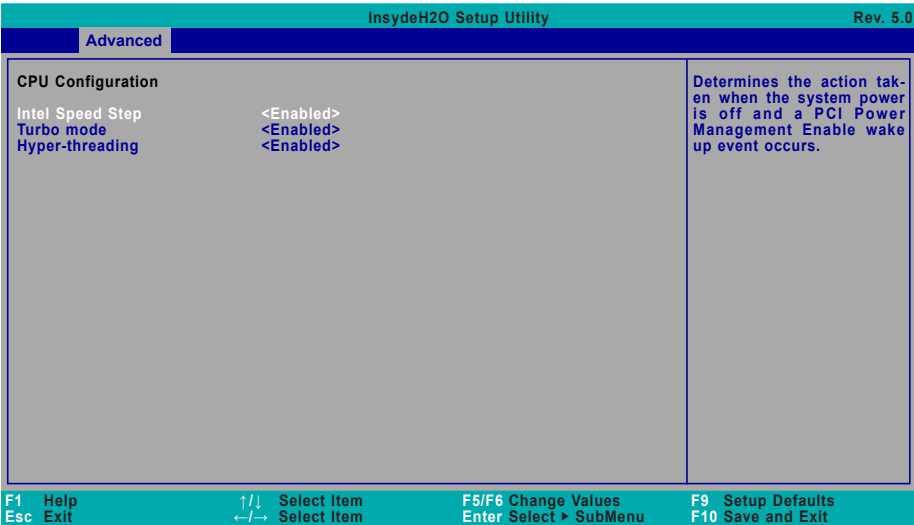 InsydeH2O Setup Utility Rev. 5.0
Advanced
CPU Configuration
Intel Speed Step <Enabled>
Turbo mode <Enabled>
Hyper-threading <Enabled>
Determines the action tak-
en when the system power
is off and a PCI Power
Management Enable wake
up event occurs.
F1 Help ↑/↓ Select Item F5/F6 Change Values F9 Setup Defaults
Esc Exit ←/→ Select Item Enter Select ▶ SubMenu F10 Save and Exit